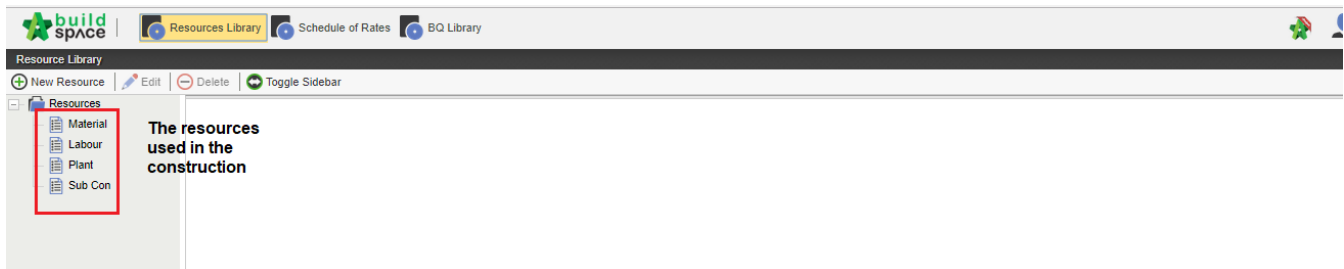 build space
Resources Library Schedule of Rates BQ Library
Resource Library
New Resource Edit Delete Toggle Sidebar
Resources
Material
Labour
Plant
Sub Con
The resources
used in the
construction